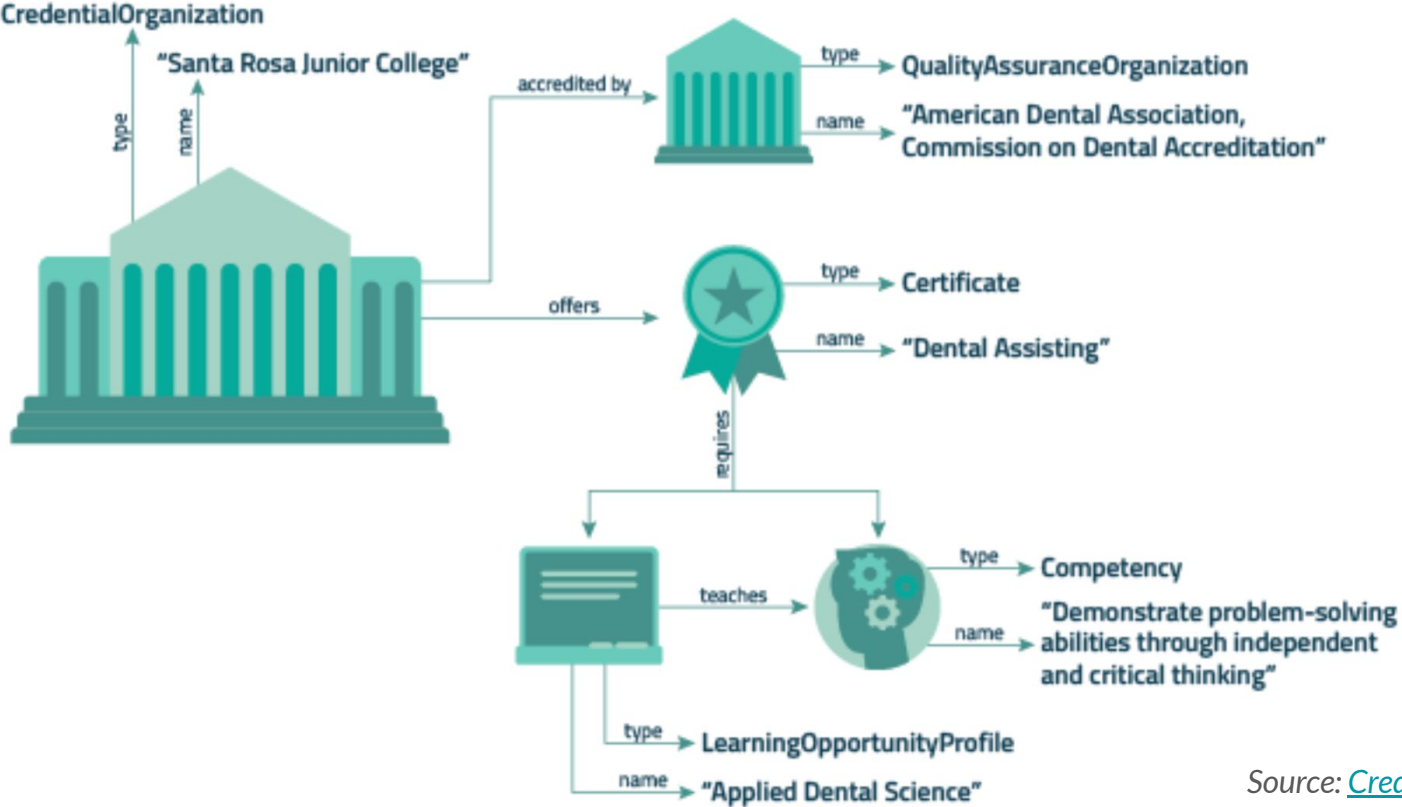 CredentialOrganization
“Santa Rosa Junior College”
type
name
accredited by
type
QualityAssuranceOrganization
name
“American Dental Association,
Commission on Dental Accreditation”
offers
type
Certificate
name
“Dental Assisting”
requires
teaches
type
Competency
name
“Demonstrate problem-solving
abilities through independent
and critical thinking”
type
LearningOpportunityProfile
name
“Applied Dental Science”
Source: